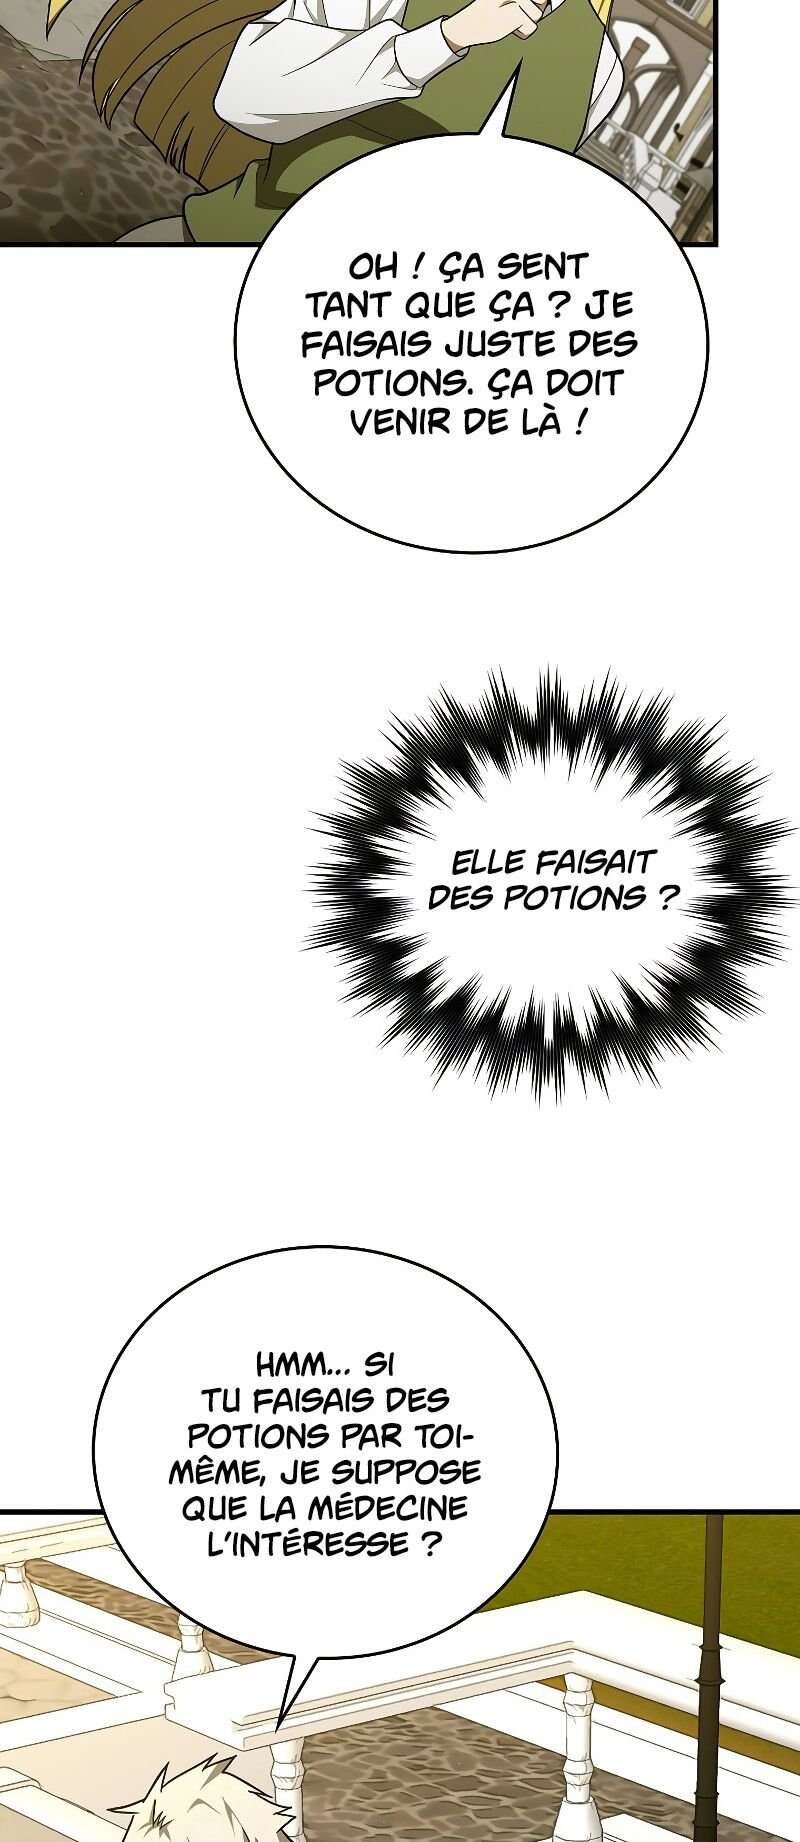 OH ! ÇA SENT
TANT QUE ÇA ? JE
FAISAIS JUSTE DES
POTIONS. ÇA DOIT
VENIR DE LÀ !
ELLE FAISAIT
DES POTIONS ?
HMM... SI
TU FAISAIS DES
POTIONS PAR TOI-
MÊME, JE SUPPOSE
QUE LA MÉDECINE
L'INTÉRESSE ?